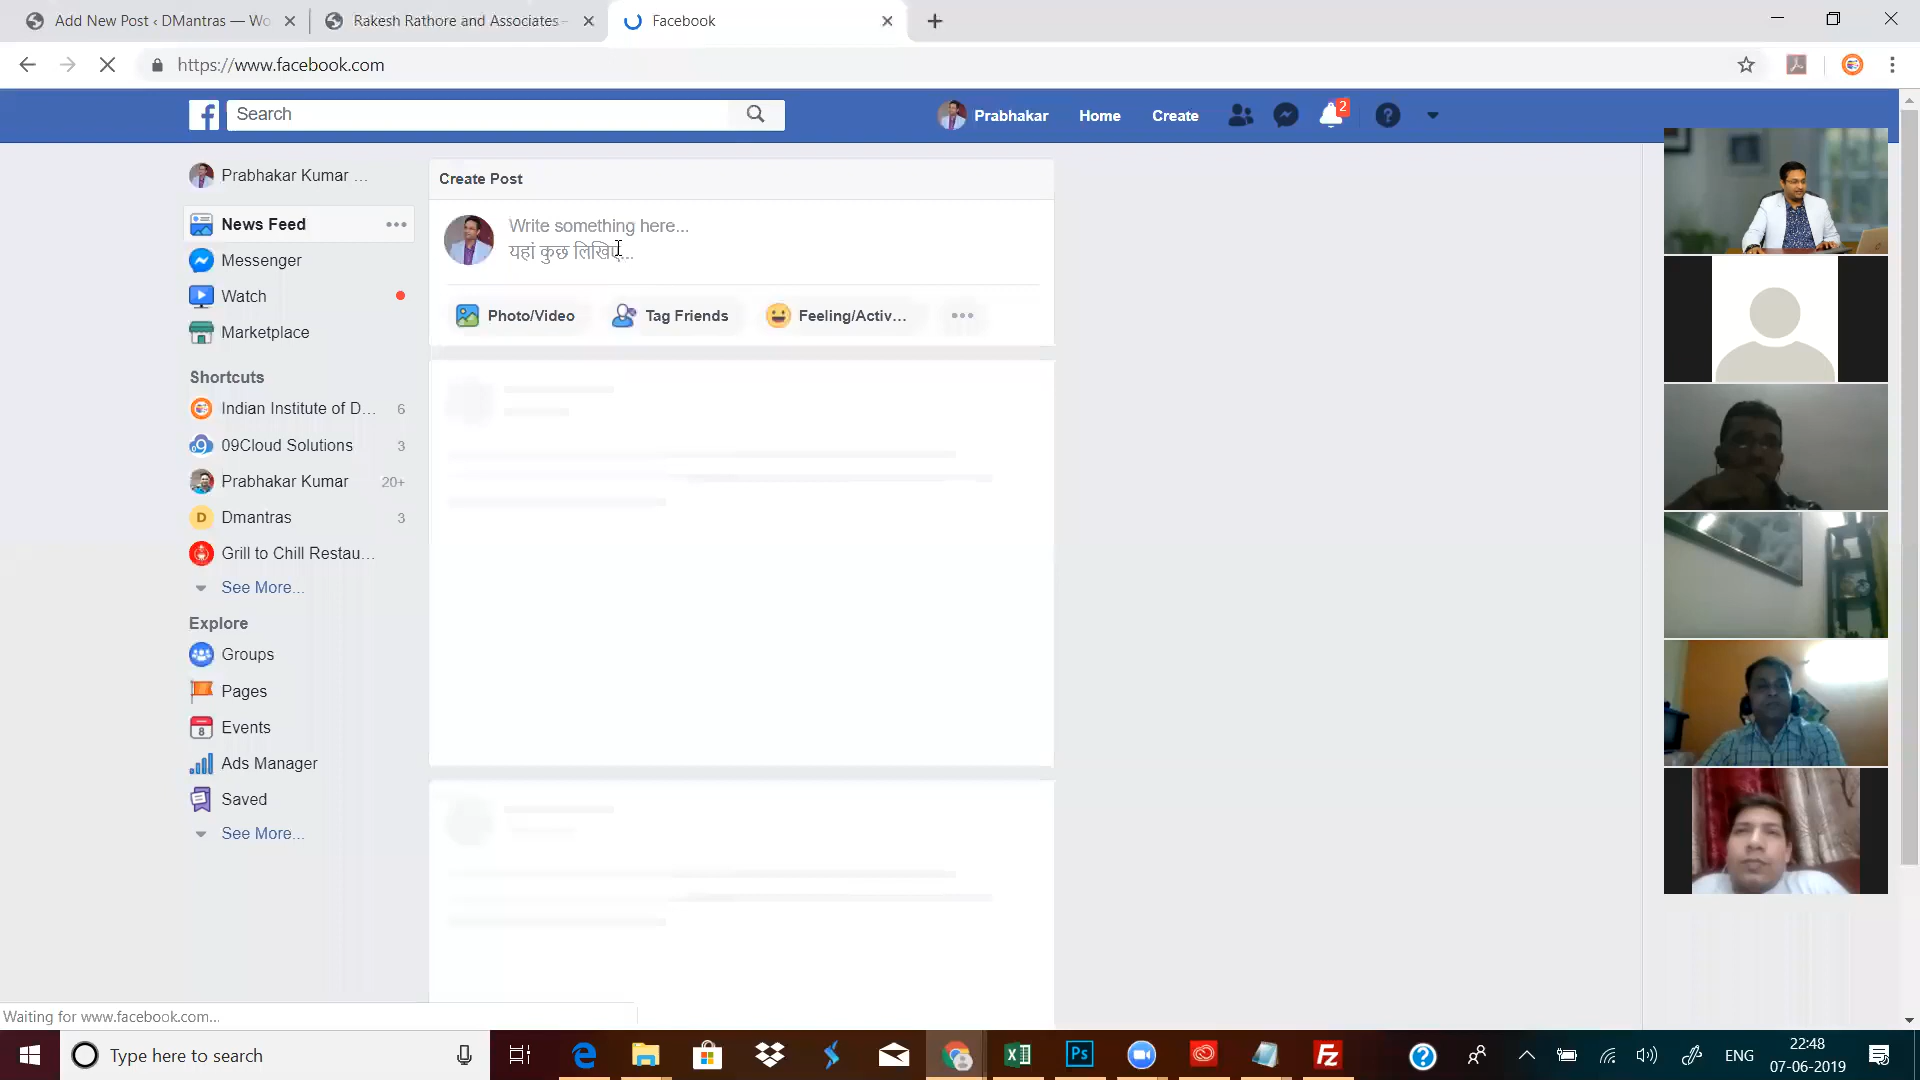 Add New Post ‹ DMantras — Wo
Rakesh Rathore and Associates -
Facebook
https://www.facebook.com
Search
Prabhakar
Home
Create
2
Prabhakar Kumar ...
News Feed
Messenger
Watch
Marketplace
Shortcuts
Indian Institute of D... 6
09Cloud Solutions 3
Prabhakar Kumar 20+
D Dmantras 3
Grill to Chill Restau...
See More...
Explore
Groups
Pages
8 Events
Ads Manager
Saved
See More...
Create Post
Write something here...
यहां कुछ लिखिए...
Photo/Video
Tag Friends
Feeling/Activ...
Waiting for www.facebook.com...
Type here to search
Ps
Fz
ENG
22:48
07-06-2019